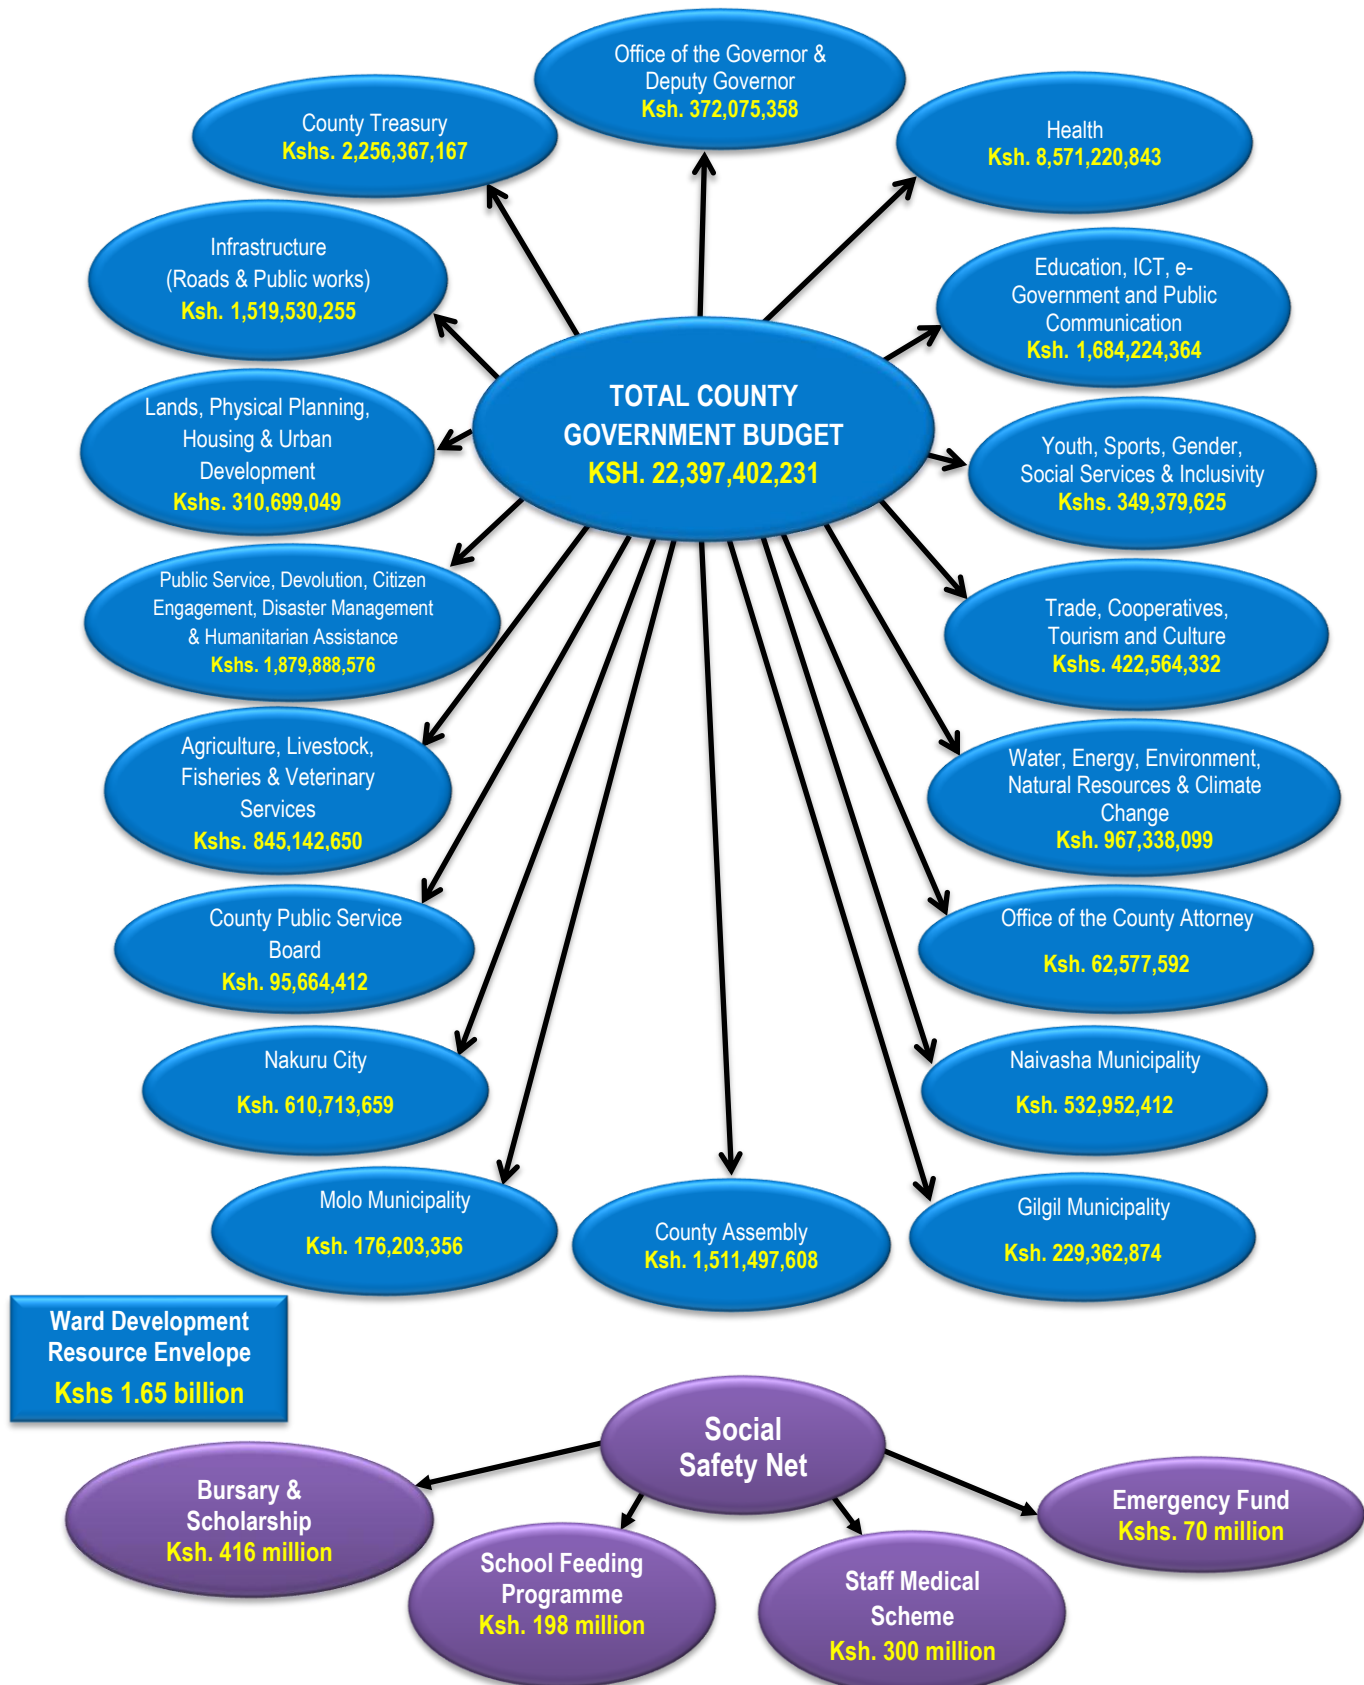 Office of the Governor &
Deputy Governor
Ksh. 372,075,358
County Treasury
Kshs. 2,256,367,167
Health
Ksh. 8,571,220,843
Infrastructure
(Roads & Public works)
Ksh. 1,519,530,255
Education, ICT, e-
Government and Public
Communication
Ksh. 1,684,224,364
TOTAL COUNTY
GOVERNMENT BUDGET
KSH. 22,397,402,231
Lands, Physical Planning,
Housing & Urban
Development
Kshs. 310,699,049
Youth, Sports, Gender,
Social Services & Inclusivity
Kshs. 349,379,625
Public Service, Devolution, Citizen
Engagement, Disaster Management
& Humanitarian Assistance
Kshs. 1,879,888,576
Trade, Cooperatives,
Tourism and Culture
Kshs. 422,564,332
Agriculture, Livestock,
Fisheries & Veterinary
Services
Kshs. 845,142,650
Water, Energy, Environment,
Natural Resources & Climate
Change
Ksh. 967,338,099
County Public Service
Board
Ksh. 95,664,412
Office of the County Attorney
Ksh. 62,577,592
Nakuru City
Ksh. 610,713,659
Naivasha Municipality
Ksh. 532,952,412
Molo Municipality
Ksh. 176,203,356
County Assembly
Ksh. 1,511,497,608
Gilgil Municipality
Ksh. 229,362,874
Ward Development
Resource Envelope
Kshs 1.65 billion
Social
Safety Net
Bursary &
Scholarship
Ksh. 416 million
School Feeding
Programme
Ksh. 198 million
Staff Medical
Scheme
Ksh. 300 million
Emergency Fund
Kshs. 70 million